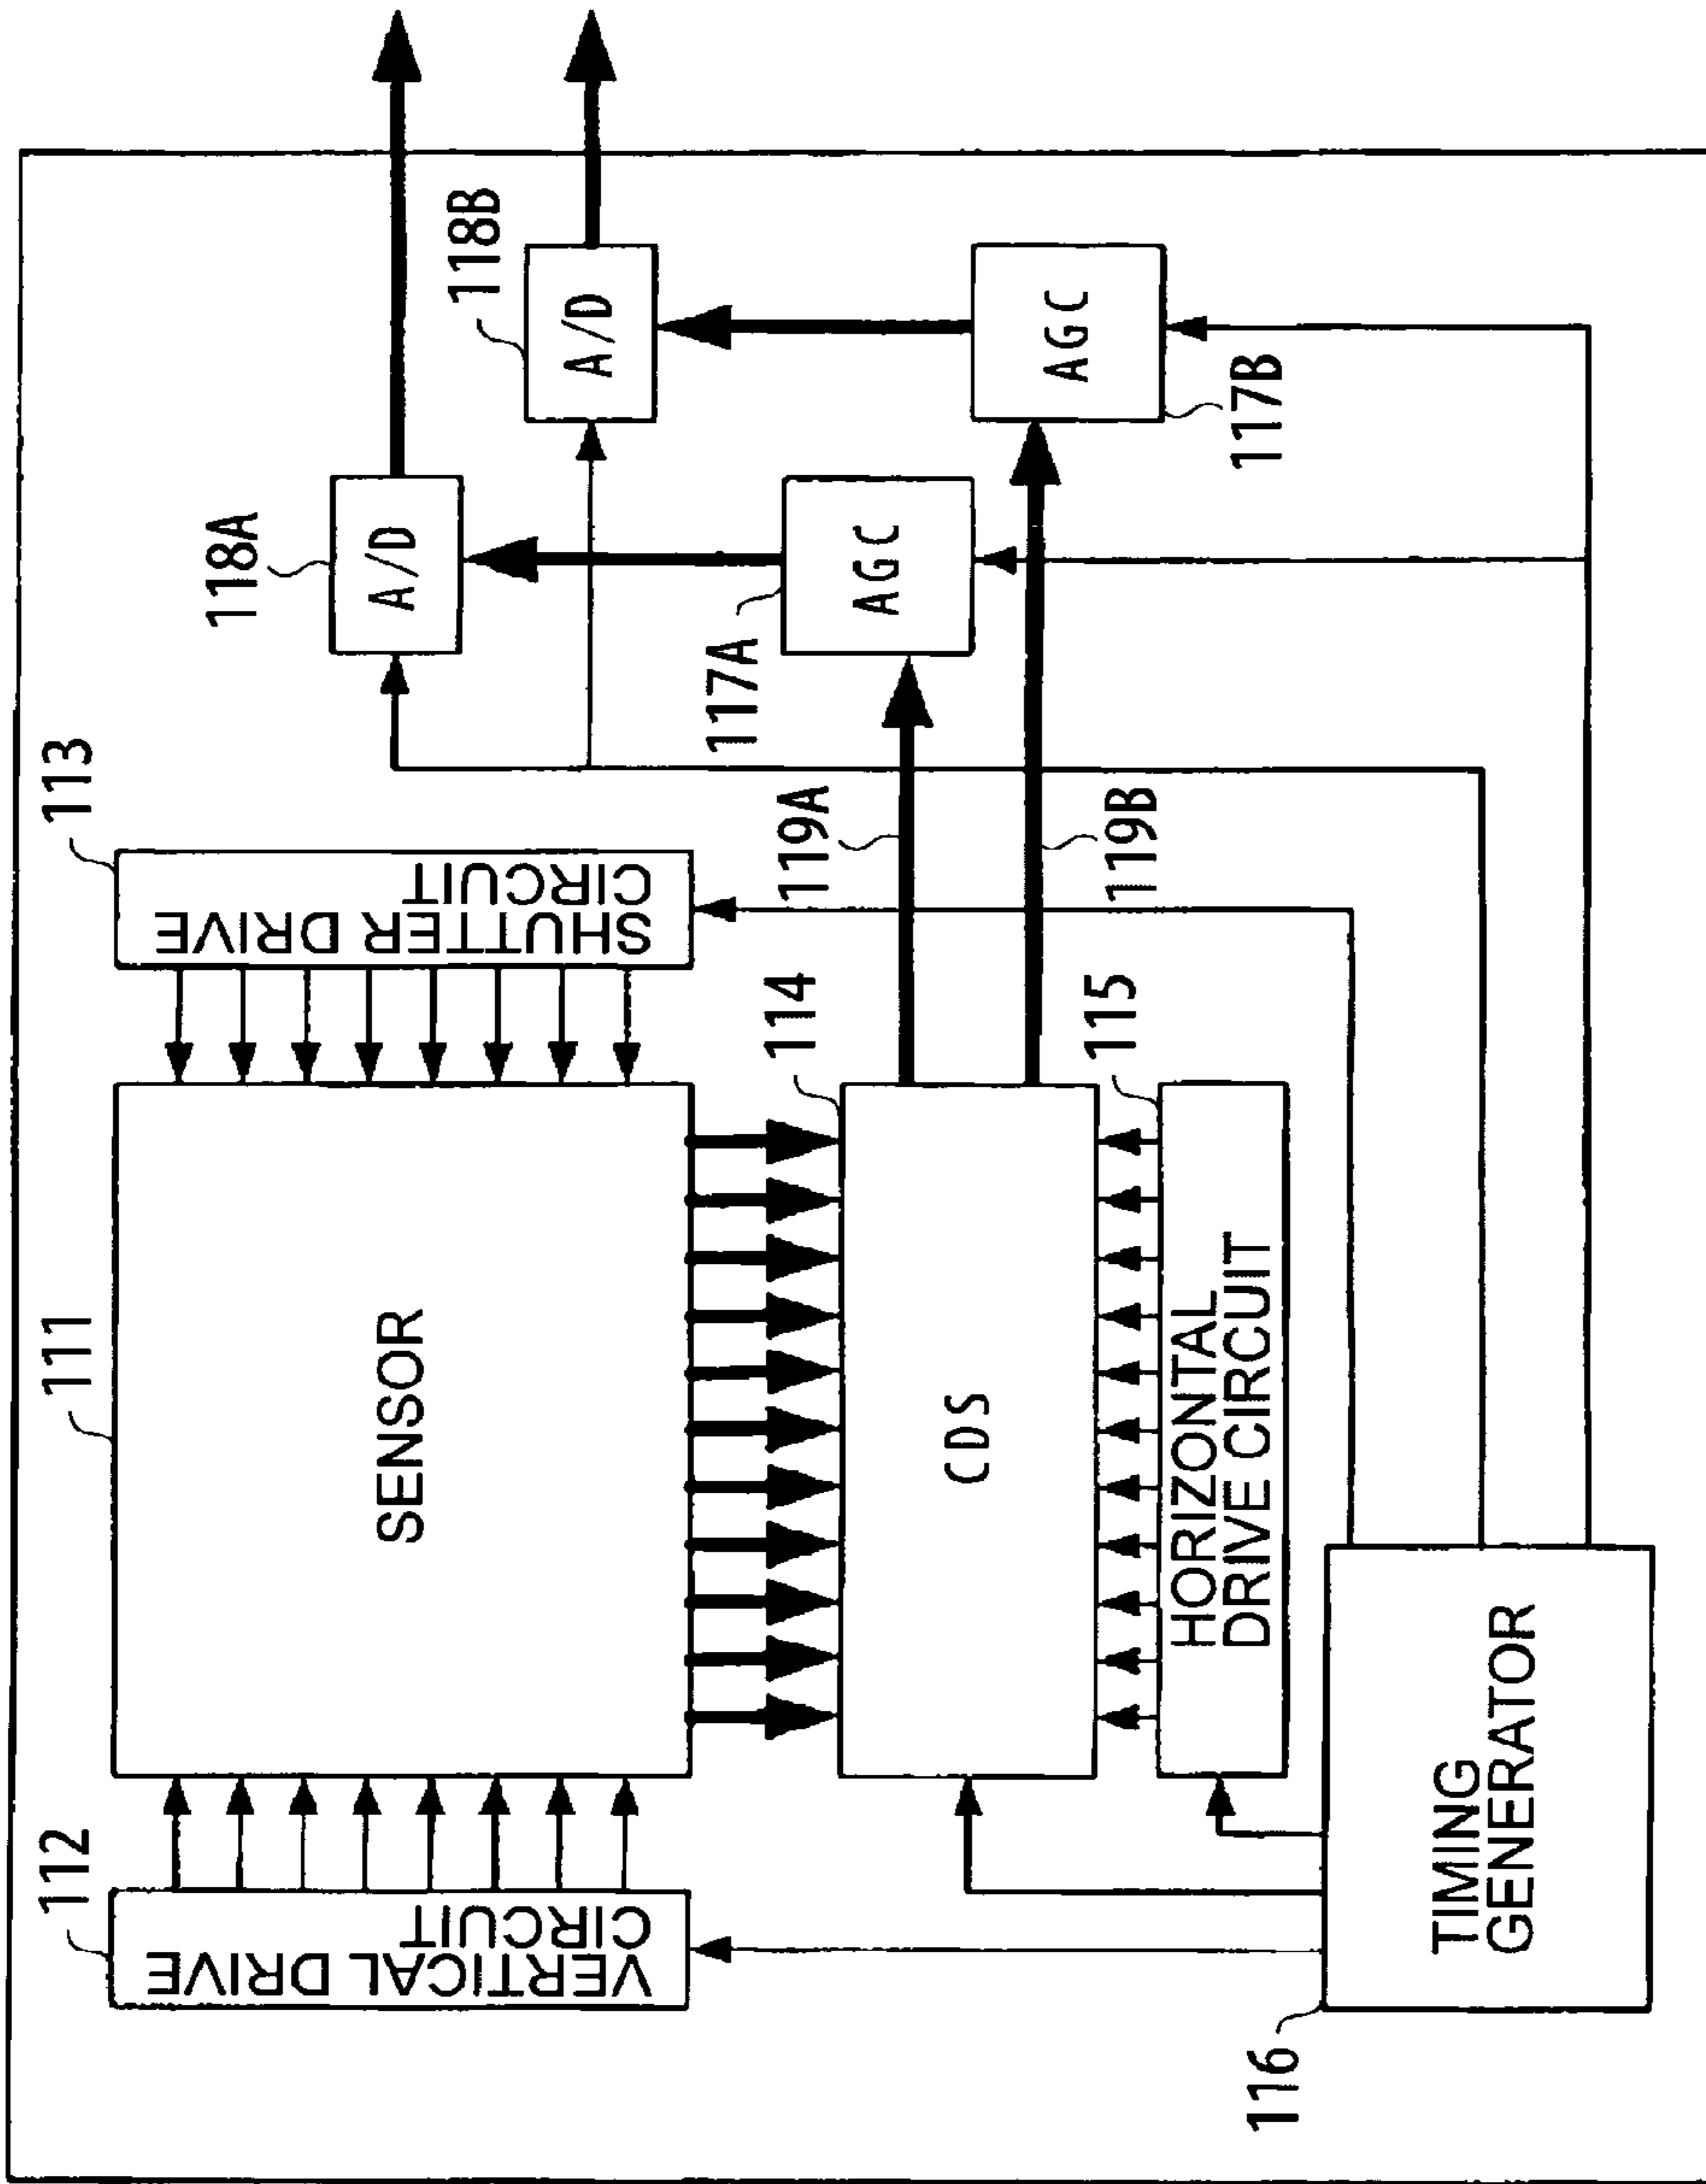 112
111
113
VERTICAL DRIVE
CIRCUIT
SENSOR
SHUTTER DRIVE
CIRCUIT
118A
A/D
118B
A/D
114
CDS
119A
117A
AGC
119B
AGC
117B
115
HORIZONTAL
DRIVE CIRCUIT
116
TIMING
GENERATOR